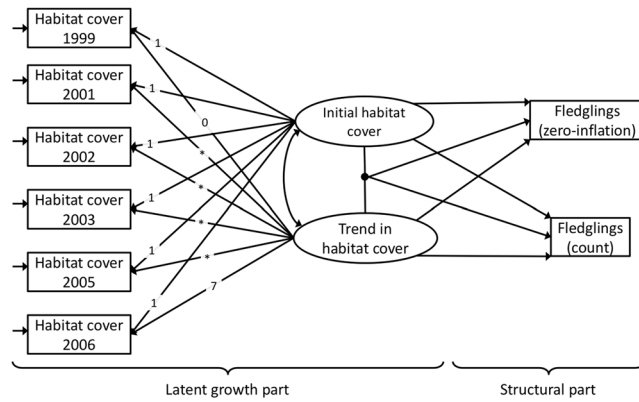 Habitat cover
1999
1
Habitat cover
2001
1
0
Initial habitat
cover
Fledglings
(zero-inflation)
Habitat cover
2002
1
*
*
Habitat cover
2003
1
*
Trend in
habitat cover
Fledglings
(count)
Habitat cover
2005
1
*
7
Habitat cover
2006
1
Latent growth part
Structural part